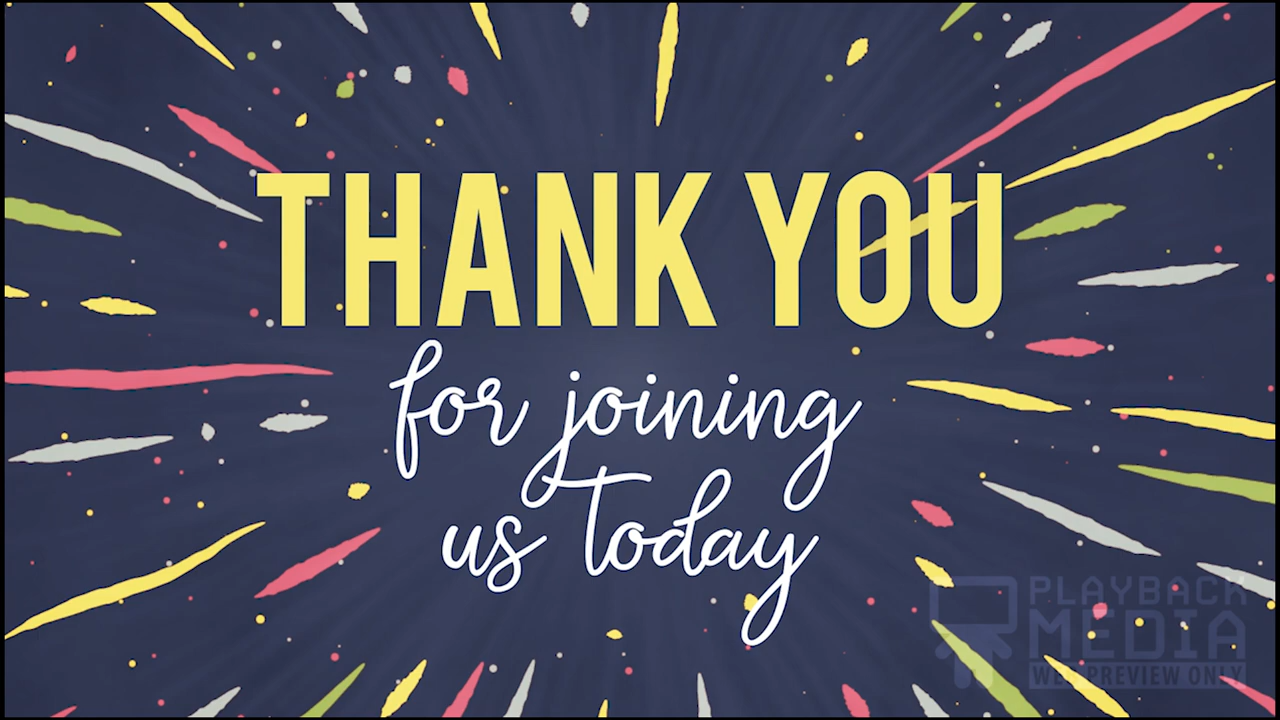 THANK YOU
for joining
us today
PLAYBACK
MEDIA
WEB PREVIEW ONLY